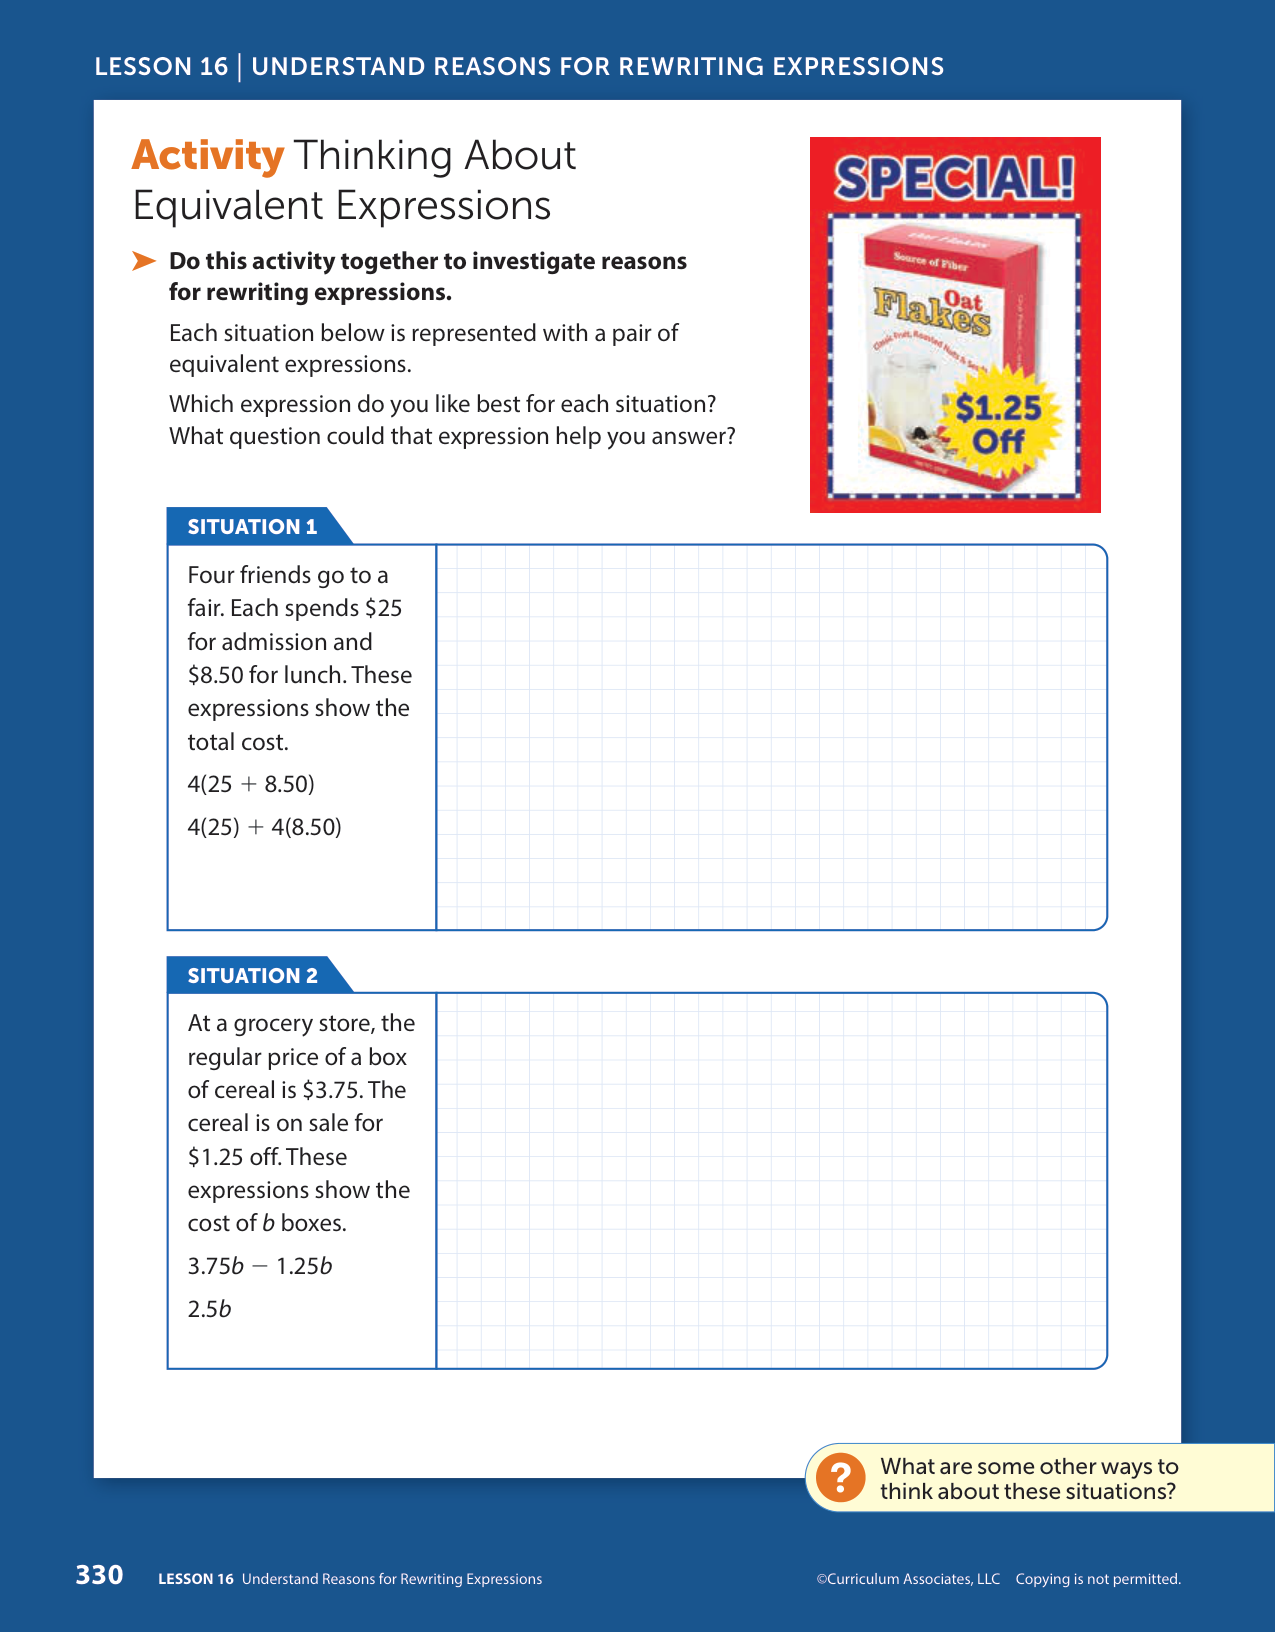 LESSON 16 | UNDERSTAND REASONS FOR REWRITING EXPRESSIONS
Activity Thinking About
Equivalent Expressions
Do this activity together to investigate reasons
for rewriting expressions.
Each situation below is represented with a pair of
equivalent expressions.
Which expression do you like best for each situation?
What question could that expression help you answer?
SPECIAL!
Source of Fiber
Oat
Flakes
Classic Fruit, Roasted Nuts &
$1.25
Off
SITUATION 1
Four friends go to a
fair. Each spends $25
for admission and
$8.50 for lunch. These
expressions show the
total cost.
4(25 + 8.50)
4(25) + 4(8.50)
SITUATION 2
At a grocery store, the
regular price of a box
of cereal is $3.75. The
cereal is on sale for
$1.25 off. These
expressions show the
cost of b boxes.
3.75b − 1.25b
2.5b
?
What are some other ways to
think about these situations?
330 LESSON 16 Understand Reasons for Rewriting Expressions
©Curriculum Associates, LLC Copying is not permitted.